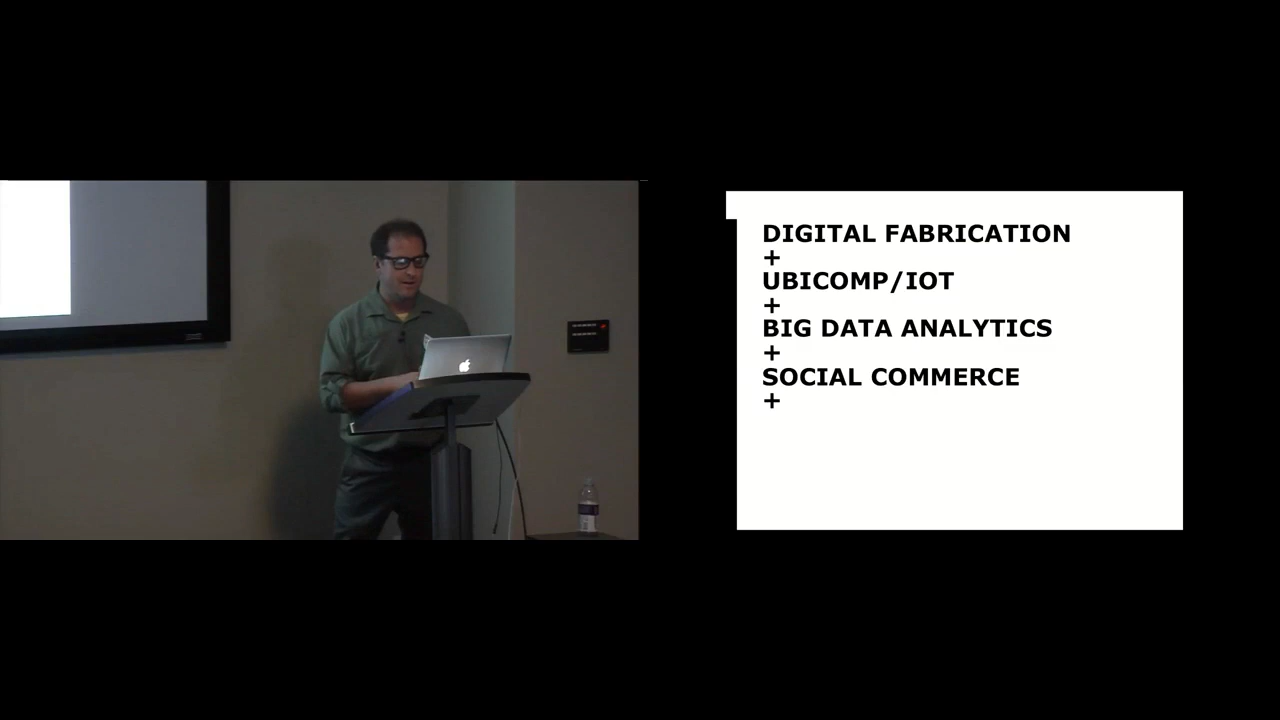 DIGITAL FABRICATION
+
UBICOMP/IOT
+
BIG DATA ANALYTICS
+
SOCIAL COMMERCE
+